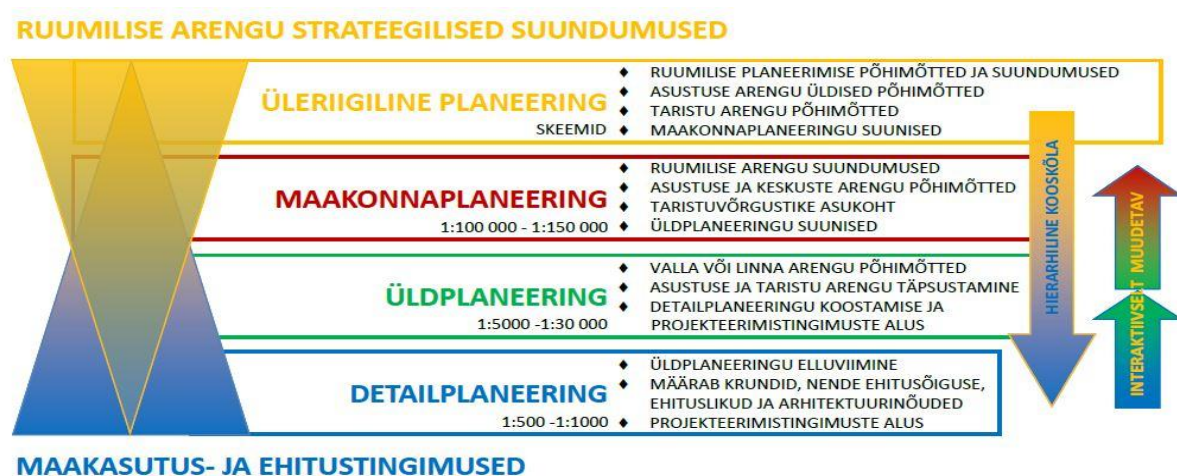 RUUMILISE ARENGU STRATEEGILISED SUUNDUMUSED
ÜLERIIGILINE PLANEERING
SKEEMID
♦ RUUMILISE PLANEERIMISE PÕHIMÕTTED JA SUUNDUMUSED
♦ ASUSTUSE ARENGU ÜLDISED PÕHIMÕTTED
♦ TARISTU ARENGU PÕHIMÕTTED
♦ MAAKONNAPLANEERINGU SUUNISED
MAAKONNAPLANEERING
1:100 000 - 1:150 000
♦ RUUMILISE ARENGU SUUNDUMUSED
♦ ASUSTUSE JA KESKUSTE ARENGU PÕHIMÕTTED
♦ TARISTUVÕRGUSTIKE ASUKOHT
♦ ÜLDPLANEERINGU SUUNISED
ÜLDPLANEERING
1:5000 -1:30 000
♦ VALLA VÕI LINNA ARENGU PÕHIMÕTTED
♦ ASUSTUSE JA TARISTU ARENGU TÄPSUSTAMINE
♦ DETAILPLANEERINGU KOOSTAMISE JA
PROJEKTEERIMISTINGIMUSTE ALUS
DETAILPLANEERING
1:500 -1:1000
♦ ÜLDPLANEERINGU ELLUVIIMINE
♦ MÄÄRAB KRUNDID, NENDE EHITUSÕIGUSE,
EHITUSLIKUD JA ARHITEKTUURINÕUDED
♦ PROJEKTEERIMISTINGIMUSTE ALUS
HIERARHILINE KOOSKÕLA
INTERAKTIIVSELT MUUDETAV
MAAKASUTUS- JA EHITUSTINGIMUSED